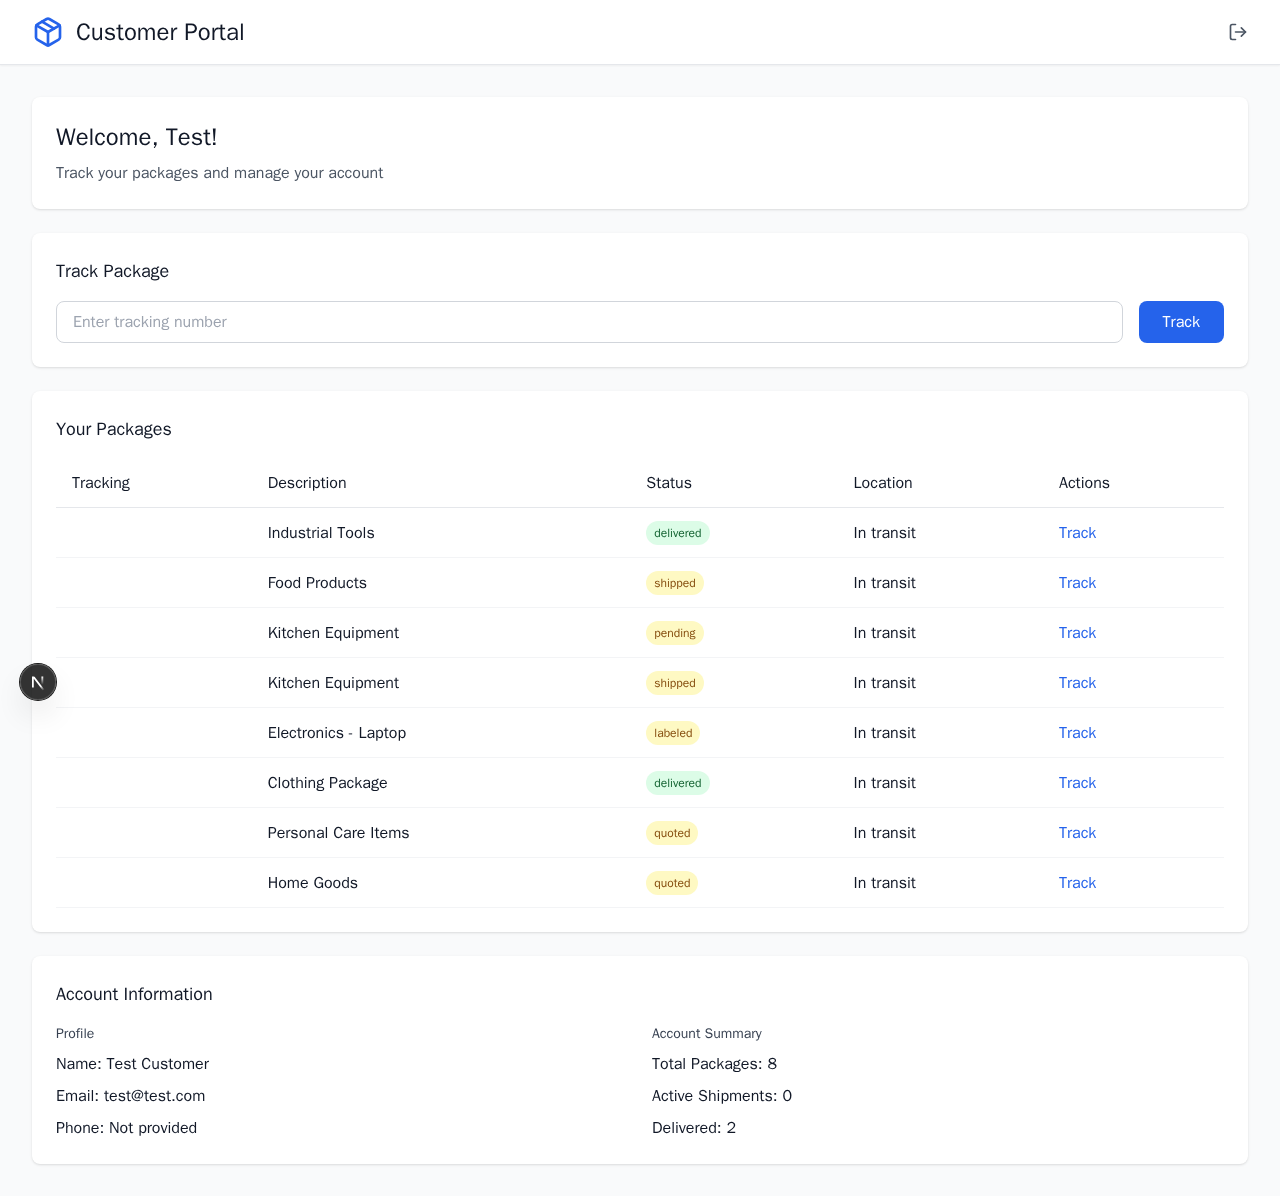 Customer Portal
Welcome, Test!
Track your packages and manage your account
Track Package
Enter tracking number
Track
Your Packages
Tracking Description Status Location Actions
Industrial Tools delivered In transit Track
Food Products shipped In transit Track
Kitchen Equipment pending In transit Track
Kitchen Equipment shipped In transit Track
N
Electronics - Laptop labeled In transit Track
Clothing Package delivered In transit Track
Personal Care Items quoted In transit Track
Home Goods quoted In transit Track
Account Information
Profile
Name: Test Customer
Email: test@test.com
Phone: Not provided
Account Summary
Total Packages: 8
Active Shipments: 0
Delivered: 2